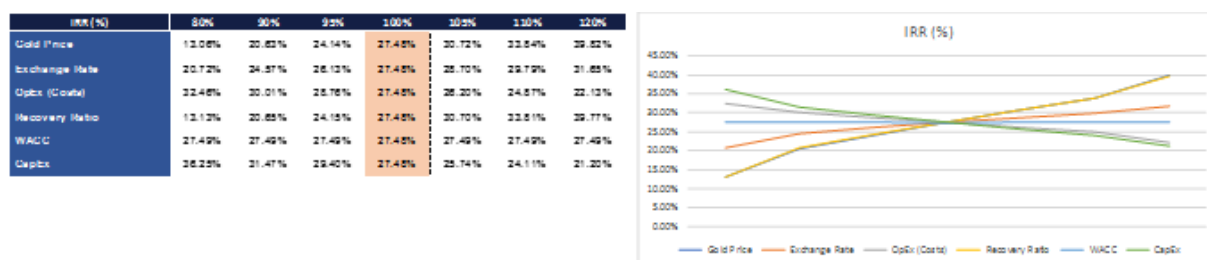 IRR (%) 80% 90% 95% 100% 105% 110% 120%
Gold Price 13.06% 20.63% 24.14% 27.48% 30.72% 33.84% 39.82%
Exchange Rate 20.72% 24.57% 26.12% 27.48% 28.70% 29.79% 31.65%
OpEx (Costs) 32.46% 30.01% 28.76% 27.48% 26.20% 24.87% 22.13%
Recovery Ratio 13.13% 20.65% 24.15% 27.48% 30.70% 33.81% 39.77%
WACC 27.49% 27.49% 27.49% 27.48% 27.49% 27.49% 27.49%
CapEx 36.25% 31.47% 29.40% 27.48% 25.74% 24.11% 21.20%
IRR (%)
45.00%
40.00%
35.00%
30.00%
25.00%
20.00%
15.00%
10.00%
5.00%
0.00%
Gold Price Exchange Rate OpEx (Costs) Recovery Ratio WACC CapEx